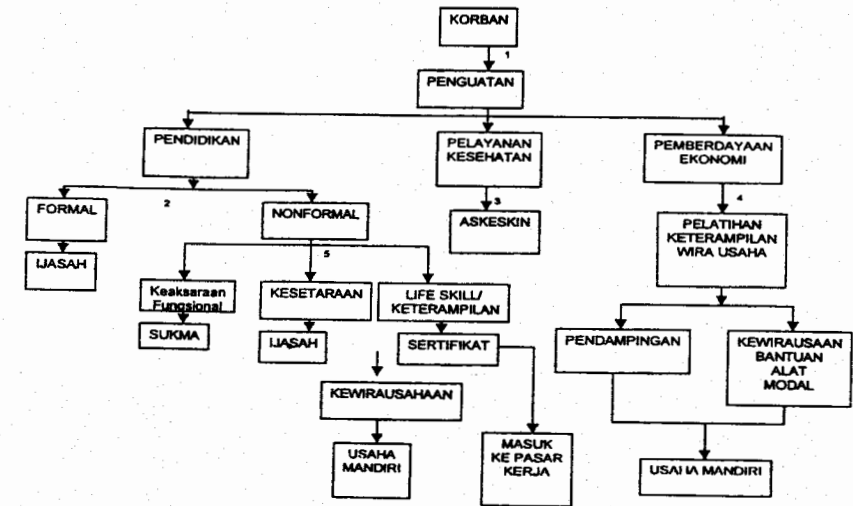 KORBAN
1
PENGUATAN
PENDIDIKAN
PELAYANAN
KESEHATAN
PEMBERDAYAAN
EKONOMI
2
3
4
FORMAL
NONFORMAL
ASKESKIN
PELATIHAN
KETERAMPILAN
WIRA USAHA
IJASAH
5
Keaksaraan
Fungsional
KESETARAAN
LIFE SKILL/
KETERAMPILAN
SUKMA
IJASAH
SERTIFIKAT
PENDAMPINGAN
KEWIRAUSAAN
BANTUAN
ALAT
MODAL
KEWIRAUSAHAAN
USAHA
MANDIRI
MASUK
KE PASAR
KERJA
USAHA MANDIRI